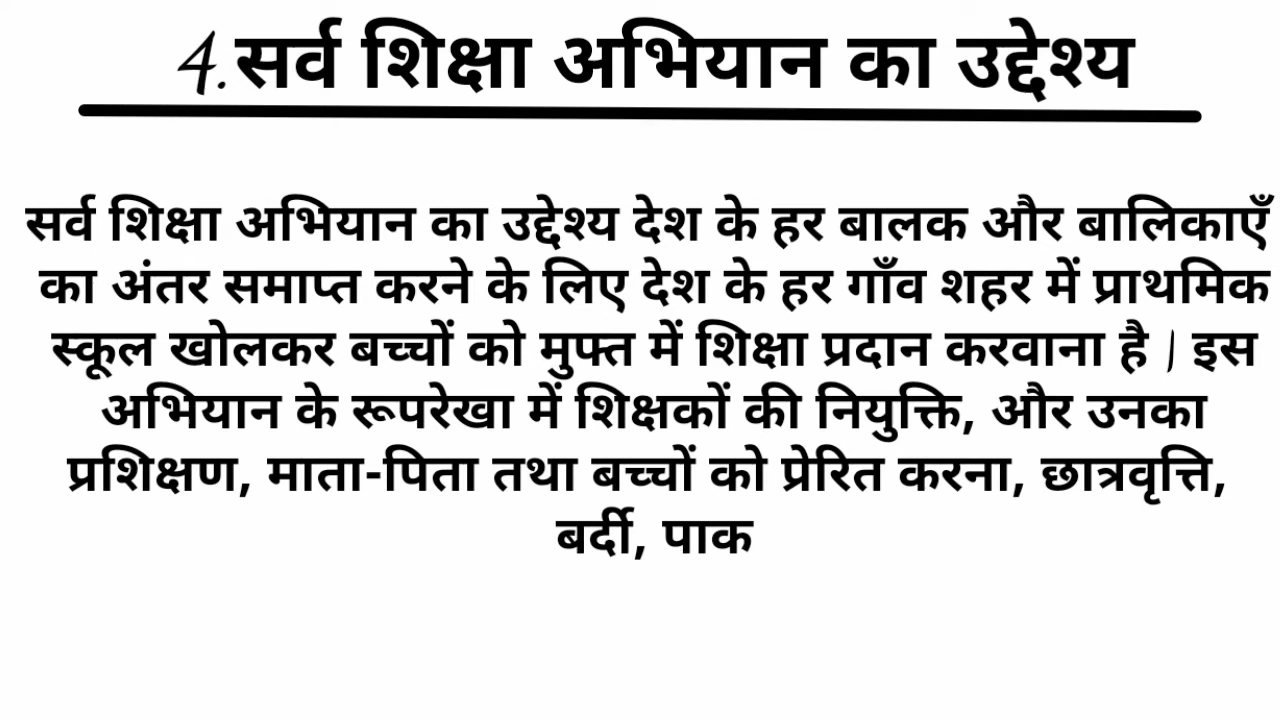 4.सर्व शिक्षा अभियान का उद्देश्य
सर्व शिक्षा अभियान का उद्देश्य देश के हर बालक और बालिकाएँ
का अंतर समाप्त करने के लिए देश के हर गाँव शहर में प्राथमिक
स्कूल खोलकर बच्चों को मुफ्त में शिक्षा प्रदान करवाना है | इस
अभियान के रूपरेखा में शिक्षकों की नियुक्ति, और उनका
प्रशिक्षण, माता-पिता तथा बच्चों को प्रेरित करना, छात्रवृत्ति,
बर्दी, पाक